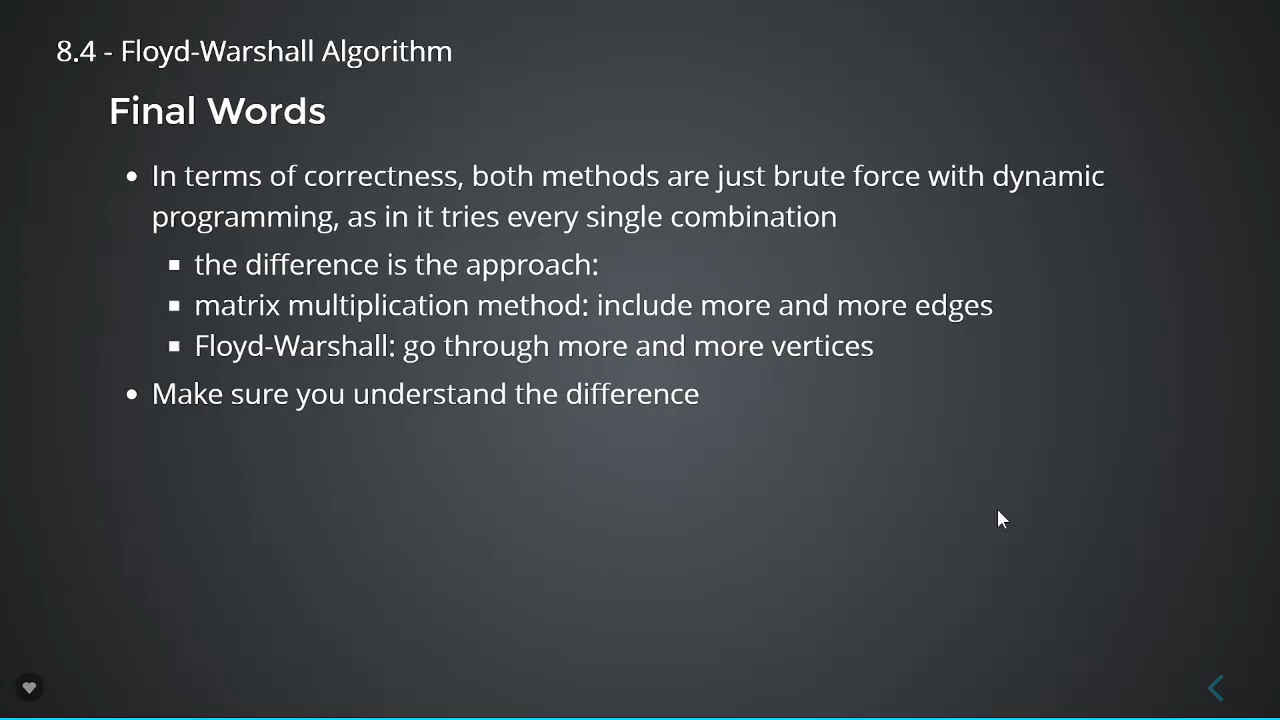 8.4 - Floyd-Warshall Algorithm
Final Words
• In terms of correctness, both methods are just brute force with dynamic
programming, as in it tries every single combination
▪ the difference is the approach:
▪ matrix multiplication method: include more and more edges
▪ Floyd-Warshall: go through more and more vertices
• Make sure you understand the difference